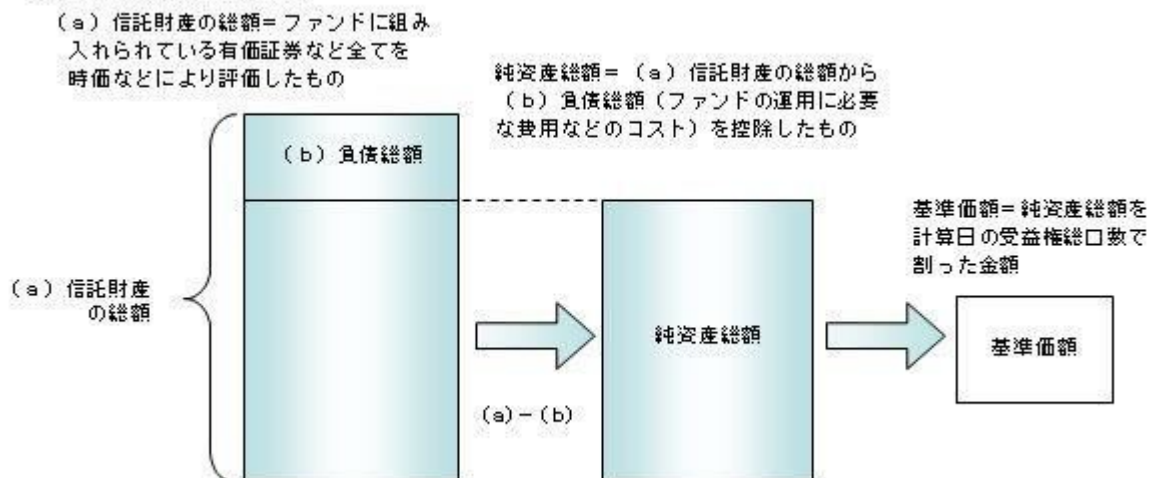 (a) 信託財産の総額=ファンドに組み
入れられている有価証券など全てを
時価などにより評価したもの
純資産総額= (a) 信託財産の総額から
(b) 負債総額(ファンドの運用に必要
な費用などのコスト)を控除したもの
(b) 負債総額
基準価額=純資産総額を
計算日の受益権総口数で
割った金額
(a) 信託財産
の総額
純資産総額
基準価額
(a)-(b)